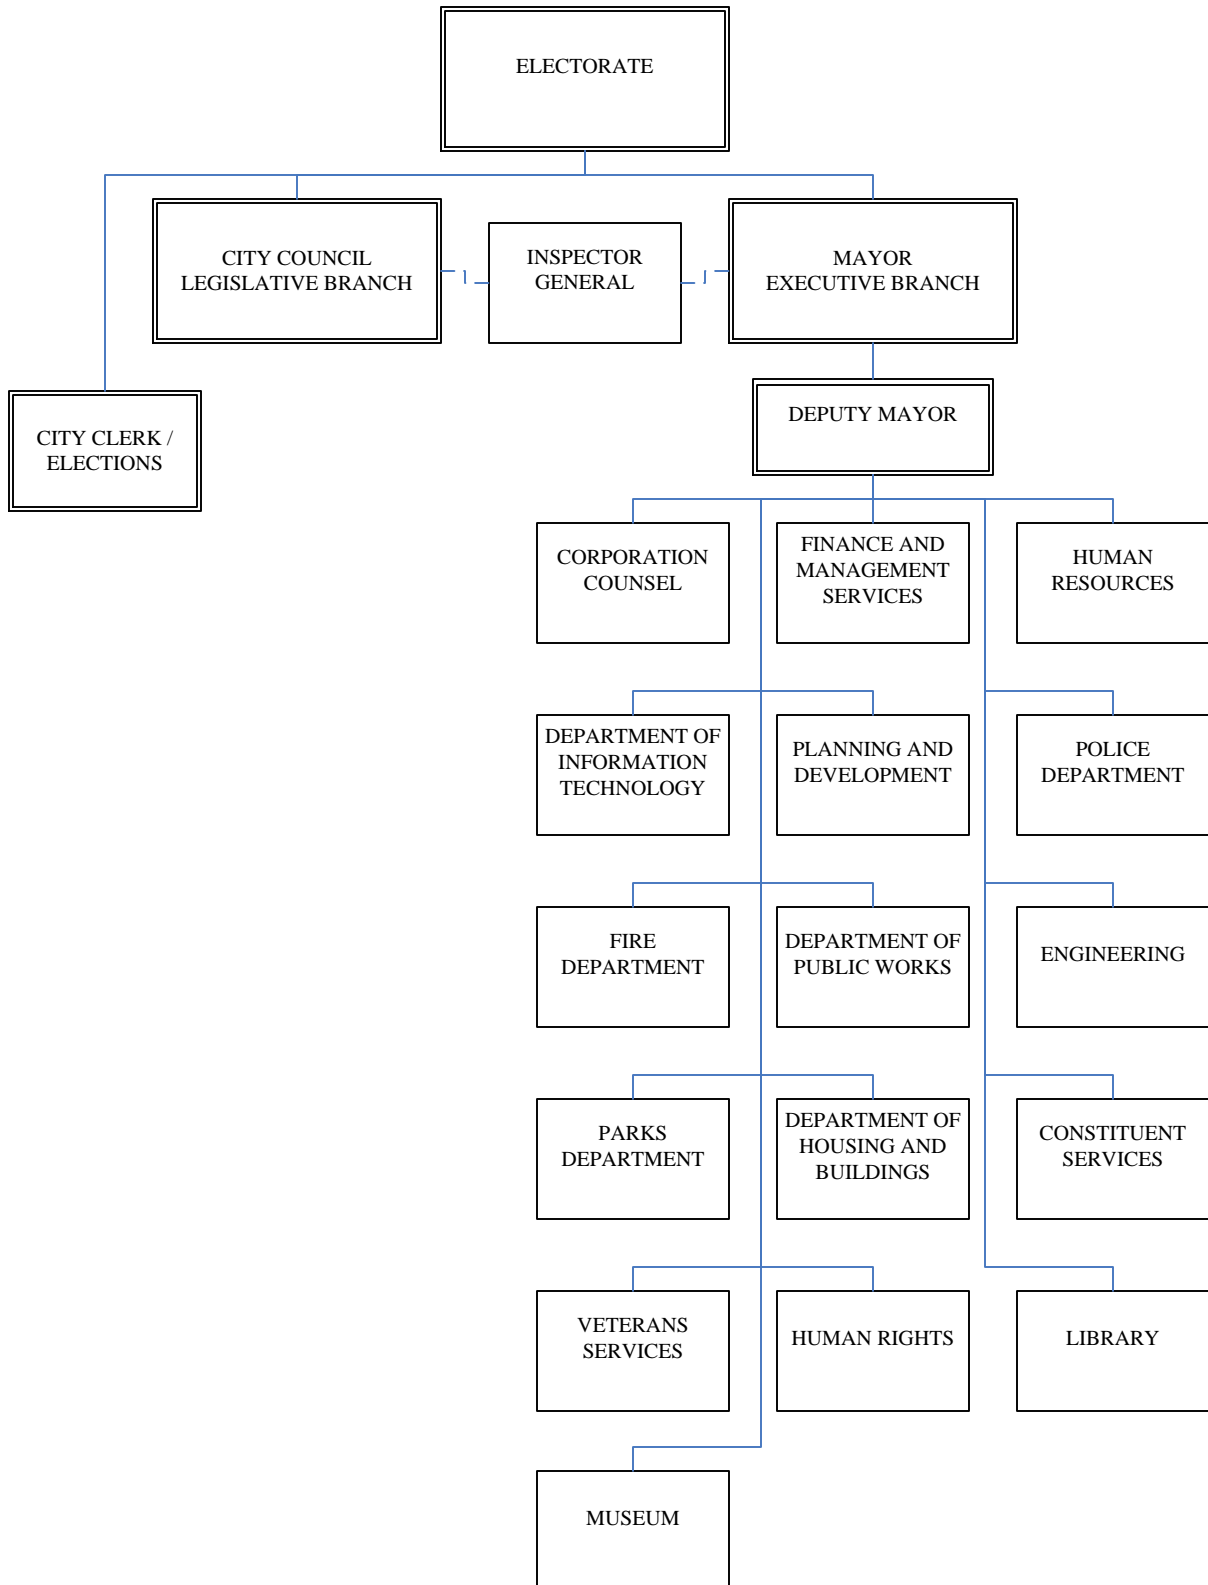 ELECTORATE
CITY COUNCIL
LEGISLATIVE BRANCH
INSPECTOR
GENERAL
MAYOR
EXECUTIVE BRANCH
DEPUTY MAYOR
CITY CLERK /
ELECTIONS
CORPORATION
COUNSEL
FINANCE AND
MANAGEMENT
SERVICES
HUMAN
RESOURCES
DEPARTMENT OF
INFORMATION
TECHNOLOGY
PLANNING AND
DEVELOPMENT
POLICE
DEPARTMENT
FIRE
DEPARTMENT
DEPARTMENT OF
PUBLIC WORKS
ENGINEERING
PARKS
DEPARTMENT
DEPARTMENT OF
HOUSING AND
BUILDINGS
CONSTITUENT
SERVICES
VETERANS
SERVICES
HUMAN RIGHTS
LIBRARY
MUSEUM